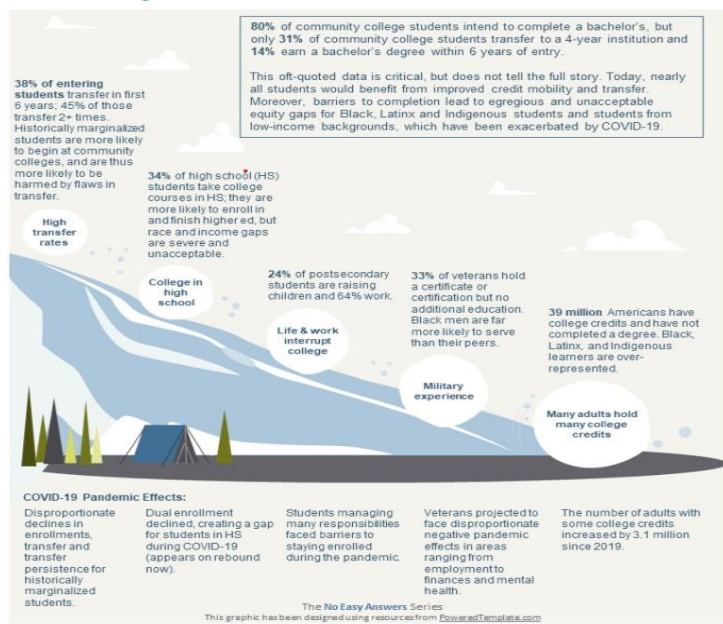 80% of community college students intend to complete a bachelor's, but
only 31% of community college students transfer to a 4-year institution and
14% earn a bachelor's degree within 6 years of entry.
This oft-quoted data is critical, but does not tell the full story. Today, nearly
all students would benefit from improved credit mobility and transfer.
Moreover, barriers to completion lead to egregious and unacceptable
equity gaps for Black, Latinx and Indigenous students and students from
low-income backgrounds, which have been exacerbated by COVID-19.
38% of entering
students transfer in first
6 years; 45% of those
transfer 2+ times.
Historically marginalized
students are more likely
to begin at community
colleges, and are thus
more likely to be
harmed by flaws in
transfer.
High
transfer
rates
34% of high school (HS)
students take college
courses in HS; they are
more likely to enroll in
and finish higher ed, but
race and income gaps
are severe and
unacceptable.
College in
high
school
24% of postsecondary
students are raising
children and 64% work.
Life & work
interrupt
college
33% of veterans hold
a certificate or
certification but no
additional education.
Black men are far
more likely to serve
than their peers.
Military
experience
39 million Americans have
college credits and have not
completed a degree. Black,
Latinx, and Indigenous
learners are over-
represented.
Many adults hold
many college
credits
COVID-19 Pandemic Effects:
Disproportionate
declines in
enrollments,
transfer and
transfer
persistence for
historically
marginalized
students.
Dual enrollment
declined, creating a gap
for students in HS
during COVID-19
(appears on rebound
now).
Students managing
many responsibilities
faced barriers to
staying enrolled
during the pandemic.
Veterans projected to
face disproportionate
negative pandemic
effects in areas
ranging from
employment to
finances and mental
health.
The number of adults with
some college credits
increased by 3.1 million
since 2019.
The No Easy Answers Series
This graphic has been designed using resources from PoweredTemplate.com